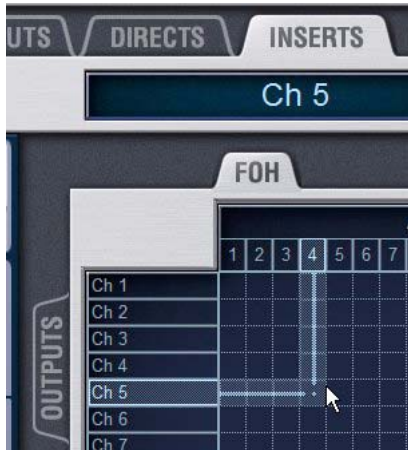 UTS DIRECTS INSERTS
Ch 5
FOH
1 2 3 4 5 6 7
Ch 1
Ch 2
Ch 3
Ch 4
Ch 5
Ch 6
Ch 7
OUTPUTS